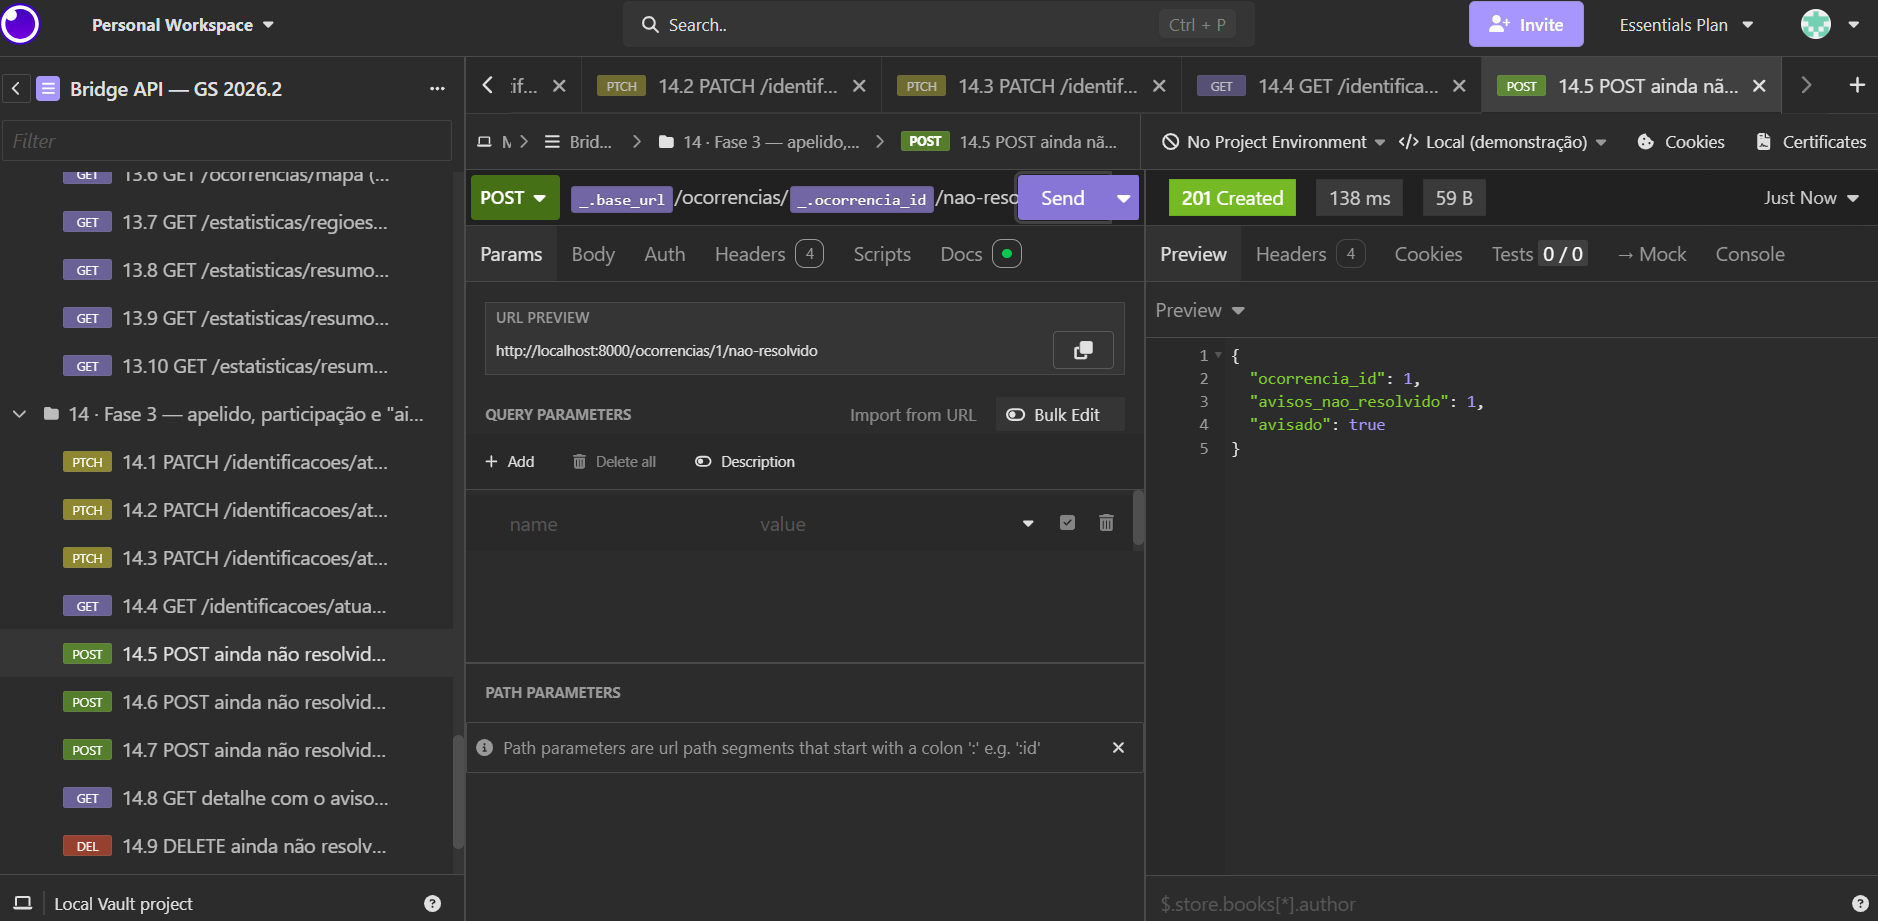 Personal Workspace
Search..
Ctrl + P
Invite
Essentials Plan
Bridge API — GS 2026.2
Filter
13.6 GET /ocorrencias/mapa (...
GET
GET 13.7 GET /estatisticas/regioes...
GET 13.8 GET /estatisticas/resumo...
GET 13.9 GET /estatisticas/resumo...
GET 13.10 GET /estatisticas/resum...
14 · Fase 3 — apelido, participação e "ai...
PTCH 14.1 PATCH /identificacoes/at...
PTCH 14.2 PATCH /identificacoes/at...
PTCH 14.3 PATCH /identificacoes/at...
GET 14.4 GET /identificacoes/atua...
POST 14.5 POST ainda não resolvid...
POST 14.6 POST ainda não resolvid...
POST 14.7 POST ainda não resolvid...
GET 14.8 GET detalhe com o aviso...
DEL 14.9 DELETE ainda não resolv...
Local Vault project
tif...
PTCH 14.2 PATCH /identif...
PTCH 14.3 PATCH /identif...
GET 14.4 GET /identifica...
POST 14.5 POST ainda nã...
Brid...
14 · Fase 3 — apelido,...
POST 14.5 POST ainda nã...
POST _.base_url /ocorrencias/ _.ocorrencia_id /nao-reso
Send
Params Body Auth Headers 4 Scripts Docs
URL PREVIEW
http://localhost:8000/ocorrencias/1/nao-resolvido
QUERY PARAMETERS
Import from URL
Bulk Edit
Add
Delete all
Description
name value
PATH PARAMETERS
Path parameters are url path segments that start with a colon ':' e.g. ':id'
No Project Environment
Local (demonstração)
Cookies
Certificates
201 Created
138 ms
59 B
Just Now
Preview Headers 4 Cookies Tests 0 / 0 → Mock Console
Preview
1 {
2 "ocorrencia_id": 1,
3 "avisos_nao_resolvido": 1,
4 "avisado": true
5 }
$.store.books[*].author